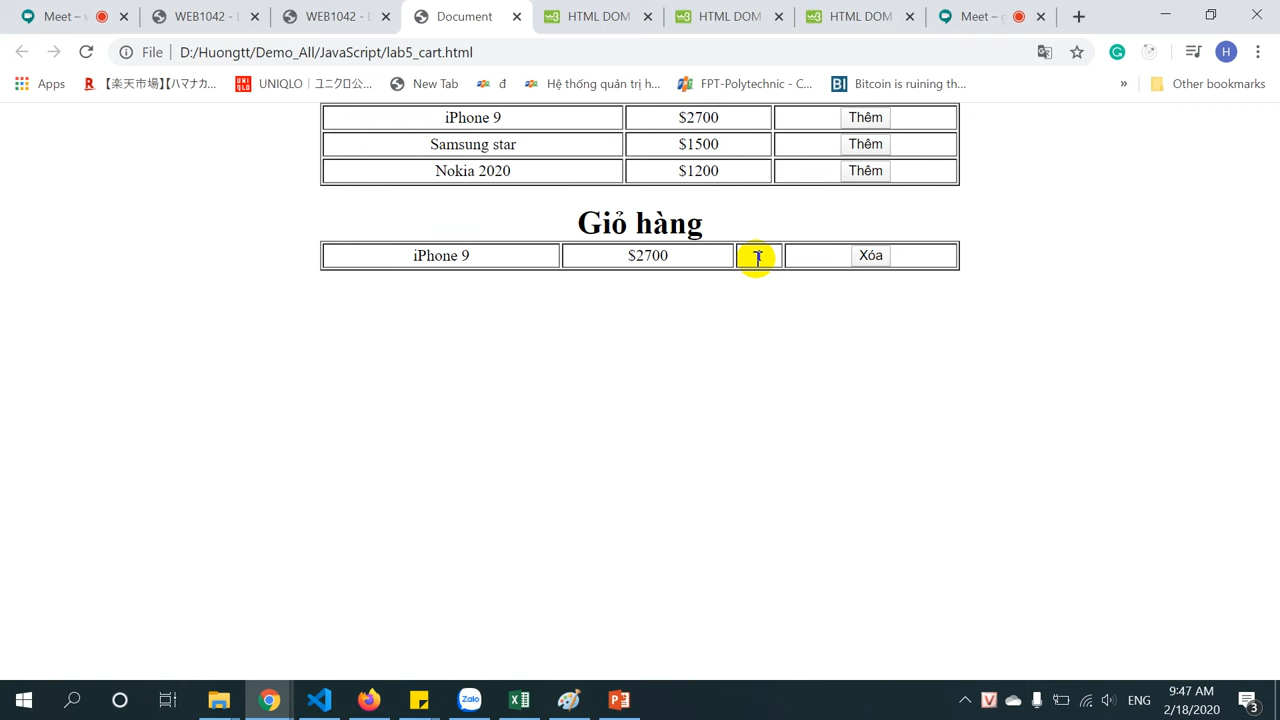 Meet – v
WEB1042 - L
WEB1042 - L
Document
HTML DOM
HTML DOM
HTML DOM
Meet –
File
D:/Huongtt/Demo_All/JavaScript/lab5_cart.html
H
Apps
【楽天市場】【ハマナカ...
UNIQLO｜ユニクロ公...
New Tab
đ
Hệ thống quản trị h...
FPT-Polytechnic - C...
BI
Bitcoin is ruining th...
»
Other bookmarks
iPhone 9 $2700 Thêm
Samsung star $1500 Thêm
Nokia 2020 $1200 Thêm
Giỏ hàng
iPhone 9 $2700 Xóa
Zalo
ENG
9:47 AM
2/18/2020
3